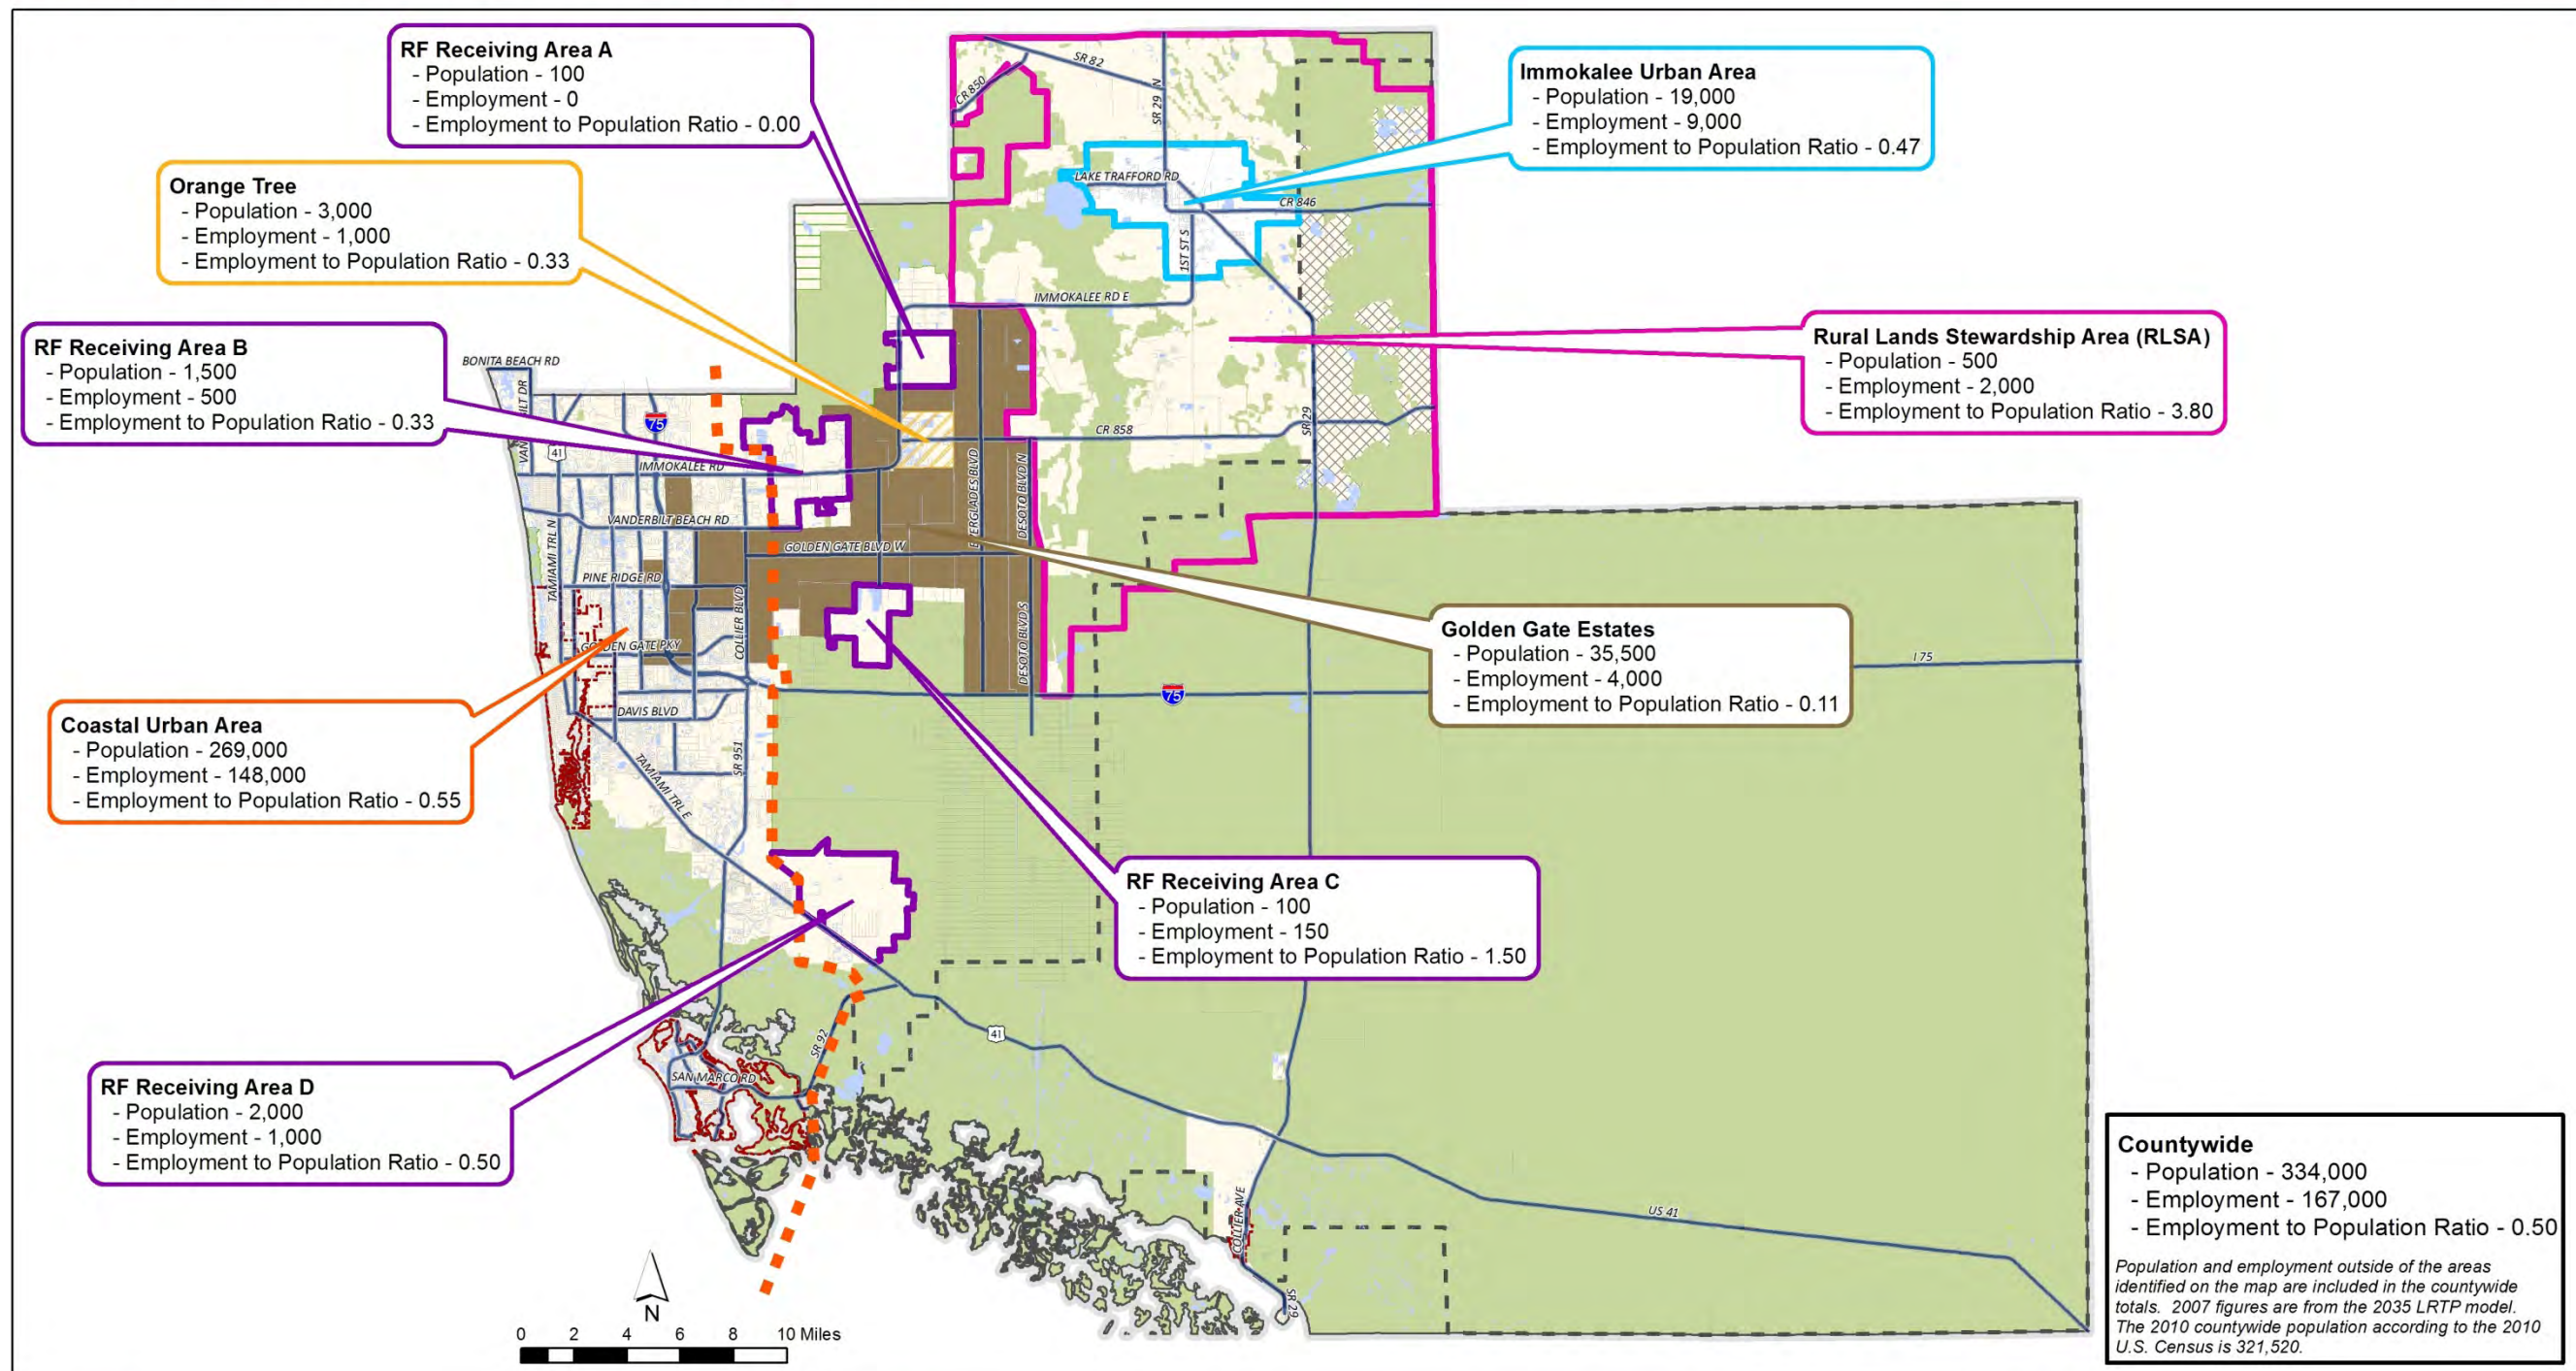 RF Receiving Area A
- Population - 100
- Employment - 0
- Employment to Population Ratio - 0.00
Immokalee Urban Area
- Population - 19,000
- Employment - 9,000
- Employment to Population Ratio - 0.47
Orange Tree
- Population - 3,000
- Employment - 1,000
- Employment to Population Ratio - 0.33
RF Receiving Area B
- Population - 1,500
- Employment - 500
- Employment to Population Ratio - 0.33
Rural Lands Stewardship Area (RLSA)
- Population - 500
- Employment - 2,000
- Employment to Population Ratio - 3.80
Golden Gate Estates
- Population - 35,500
- Employment - 4,000
- Employment to Population Ratio - 0.11
Coastal Urban Area
- Population - 269,000
- Employment - 148,000
- Employment to Population Ratio - 0.55
RF Receiving Area C
- Population - 100
- Employment - 150
- Employment to Population Ratio - 1.50
RF Receiving Area D
- Population - 2,000
- Employment - 1,000
- Employment to Population Ratio - 0.50
Countywide
- Population - 334,000
- Employment - 167,000
- Employment to Population Ratio - 0.50
Population and employment outside of the areas
identified on the map are included in the countywide
totals. 2007 figures are from the 2035 LRTP model.
The 2010 countywide population according to the 2010
U.S. Census is 321,520.
SR 82
CR 850
SR 29 N
LAKE TRAFFORD RD
CR 846
1ST ST S
IMMOKALEE RD E
BONITA BEACH RD
75
41
IMMOKALEE RD
CR 858
SR 29
EVERGLADES BLVD
DESOTO BLVD N
VANDERBILT BEACH RD
TAMIAMI TRL N
GOLDEN GATE BLVD W
PINE RIDGE RD
COLLIER BLVD
GOLDEN GATE PKY
DESOTO BLVD S
I 75
75
DAVIS BLVD
SR 951
TAMIAMI TRL E
41
SR 92
SAN MARCO RD
COLLIER AVE
US 41
SR 29
N
0 2 4 6 8 10 Miles